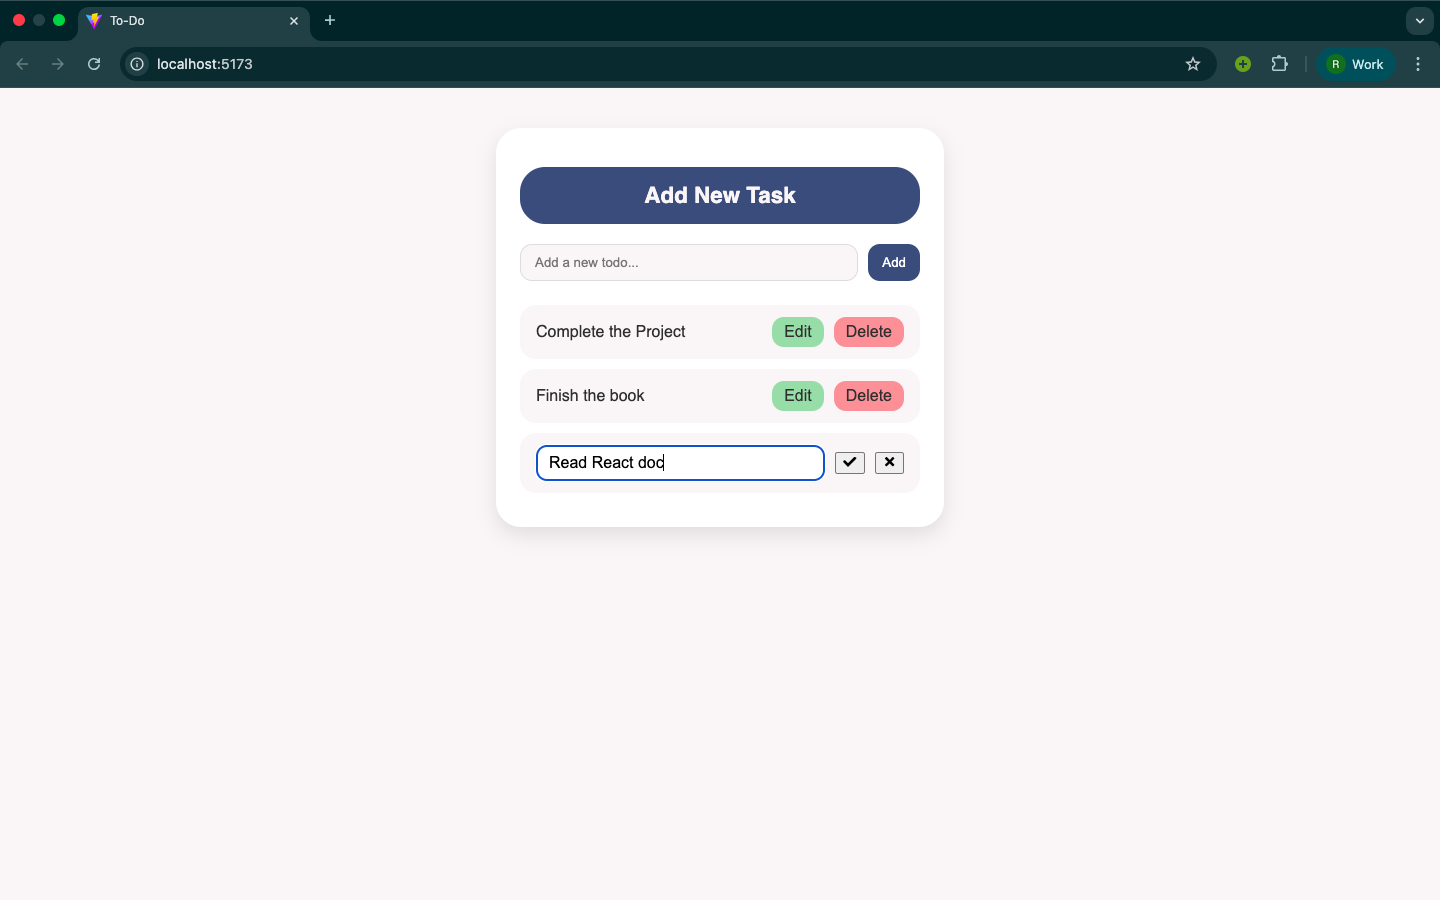 To-Do
localhost:5173
R Work
Add New Task
Add a new todo... Add
Complete the Project Edit Delete
Finish the book Edit Delete
Read React doc